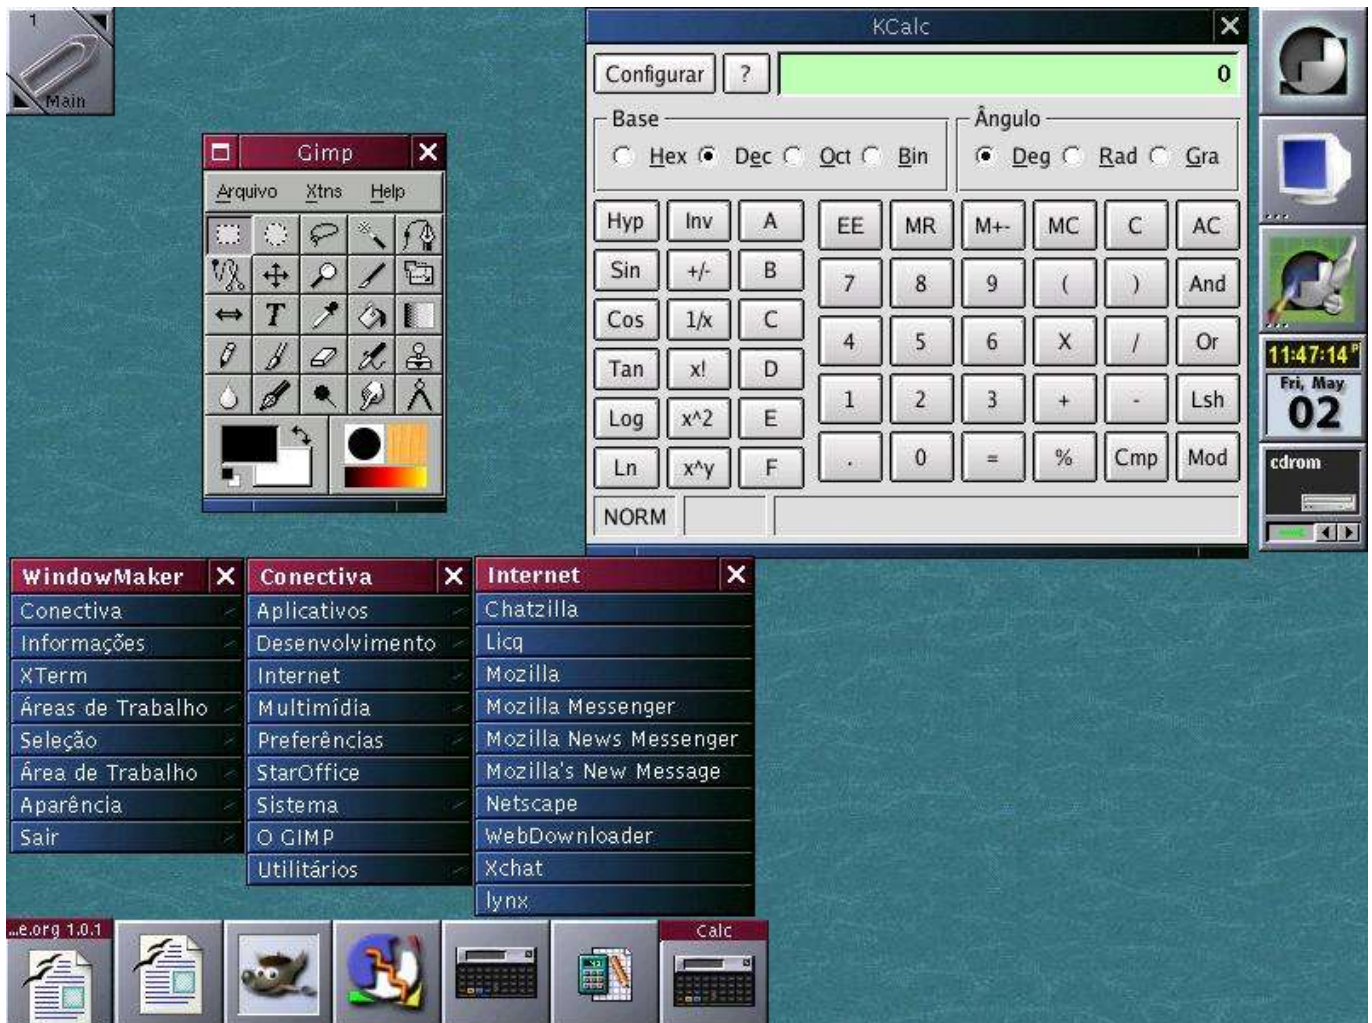 1
Main
Gimp
Arquivo Xtns Help
T
KCalc
Configurar ? 0
Base
Hex Dec Oct Bin
Ângulo
Deg Rad Gra
Hyp Inv A EE MR M+- MC C AC
Sin +/- B 7 8 9 ( ) And
Cos 1/x C 4 5 6 X / Or
Tan x! D 1 2 3 + - Lsh
Log x^2 E . 0 = % Cmp Mod
Ln x^y F
NORM
11:47:14 P
Fri, May
02
cdrom
WindowMaker
Conectiva
Informações
XTerm
Áreas de Trabalho
Seleção
Área de Trabalho
Aparência
Sair
Conectiva
Aplicativos
Desenvolvimento
Internet
Multimídia
Preferências
StarOffice
Sistema
O GIMP
Utilitários
Internet
Chatzilla
Licq
Mozilla
Mozilla Messenger
Mozilla News Messenger
Mozilla's New Message
Netscape
WebDownloader
Xchat
lynx
...e.org 1.0.1
Calc